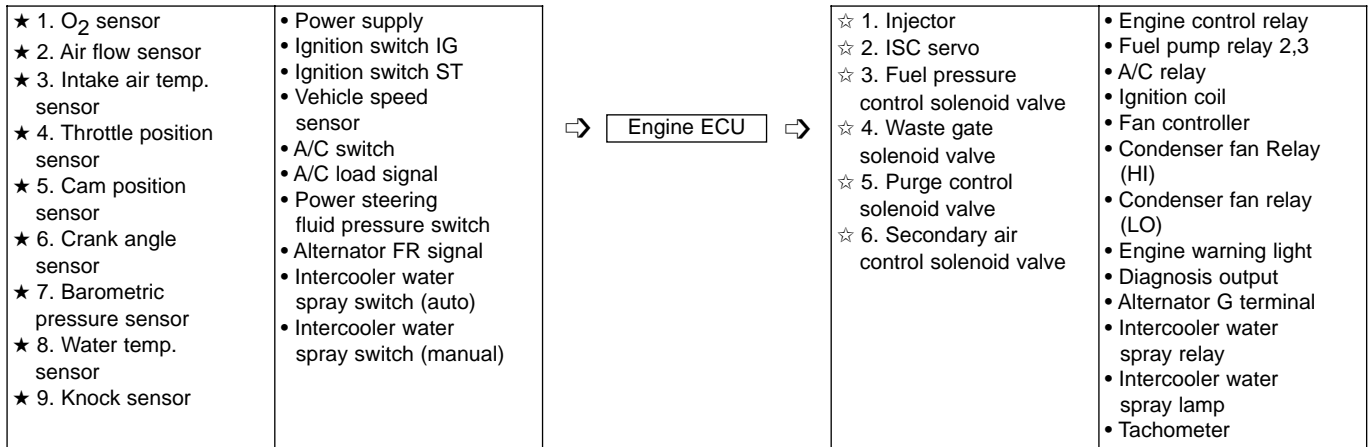 ★ 1. O2 sensor
★ 2. Air flow sensor
★ 3. Intake air temp.
sensor
★ 4. Throttle position
sensor
★ 5. Cam position
sensor
★ 6. Crank angle
sensor
★ 7. Barometric
pressure sensor
★ 8. Water temp.
sensor
★ 9. Knock sensor
• Power supply
• Ignition switch IG
• Ignition switch ST
• Vehicle speed
sensor
• A/C switch
• A/C load signal
• Power steering
fluid pressure switch
• Alternator FR signal
• Intercooler water
spray switch (auto)
• Intercooler water
spray switch (manual)
⇨ Engine ECU ⇨
☆ 1. Injector
☆ 2. ISC servo
☆ 3. Fuel pressure
control solenoid valve
☆ 4. Waste gate
solenoid valve
☆ 5. Purge control
solenoid valve
☆ 6. Secondary air
control solenoid valve
• Engine control relay
• Fuel pump relay 2,3
• A/C relay
• Ignition coil
• Fan controller
• Condenser fan Relay
(HI)
• Condenser fan relay
(LO)
• Engine warning light
• Diagnosis output
• Alternator G terminal
• Intercooler water
spray relay
• Intercooler water
spray lamp
• Tachometer